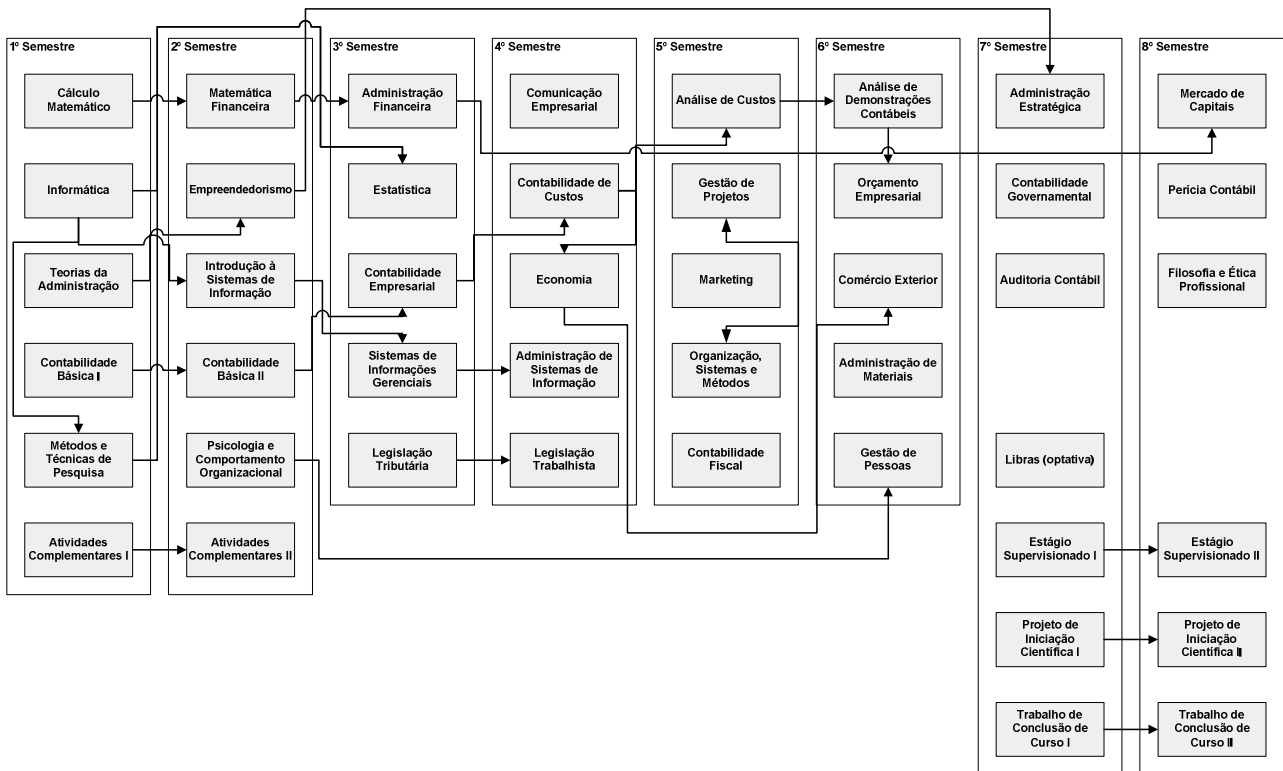 1º Semestre
Cálculo
Matemático
Informática
Teorias da
Administração
Contabilidade
Básica I
Métodos e
Técnicas de
Pesquisa
Atividades
Complementares I
2º Semestre
Matemática
Financeira
Empreendedorismo
Introdução à
Sistemas de
Informação
Contabilidade
Básica II
Psicologia e
Comportamento
Organizacional
Atividades
Complementares II
3º Semestre
Administração
Financeira
Estatística
Contabilidade
Empresarial
Sistemas de
Informações
Gerenciais
Legislação
Tributária
4º Semestre
Comunicação
Empresarial
Contabilidade de
Custos
Economia
Administração de
Sistemas de
Informação
Legislação
Trabalhista
5º Semestre
Análise de Custos
Gestão de
Projetos
Marketing
Organização,
Sistemas e
Métodos
Contabilidade
Fiscal
6º Semestre
Análise de
Demonstrações
Contábeis
Orçamento
Empresarial
Comércio Exterior
Administração de
Materiais
Gestão de
Pessoas
7º Semestre
Administração
Estratégica
Contabilidade
Governamental
Auditoria Contábil
Libras (optativa)
Estágio
Supervisionado I
Projeto de
Iniciação
Científica I
Trabalho de
Conclusão de
Curso I
8º Semestre
Mercado de
Capitais
Perícia Contábil
Filosofia e Ética
Profissional
Estágio
Supervisionado II
Projeto de
Iniciação
Científica II
Trabalho de
Conclusão de
Curso II